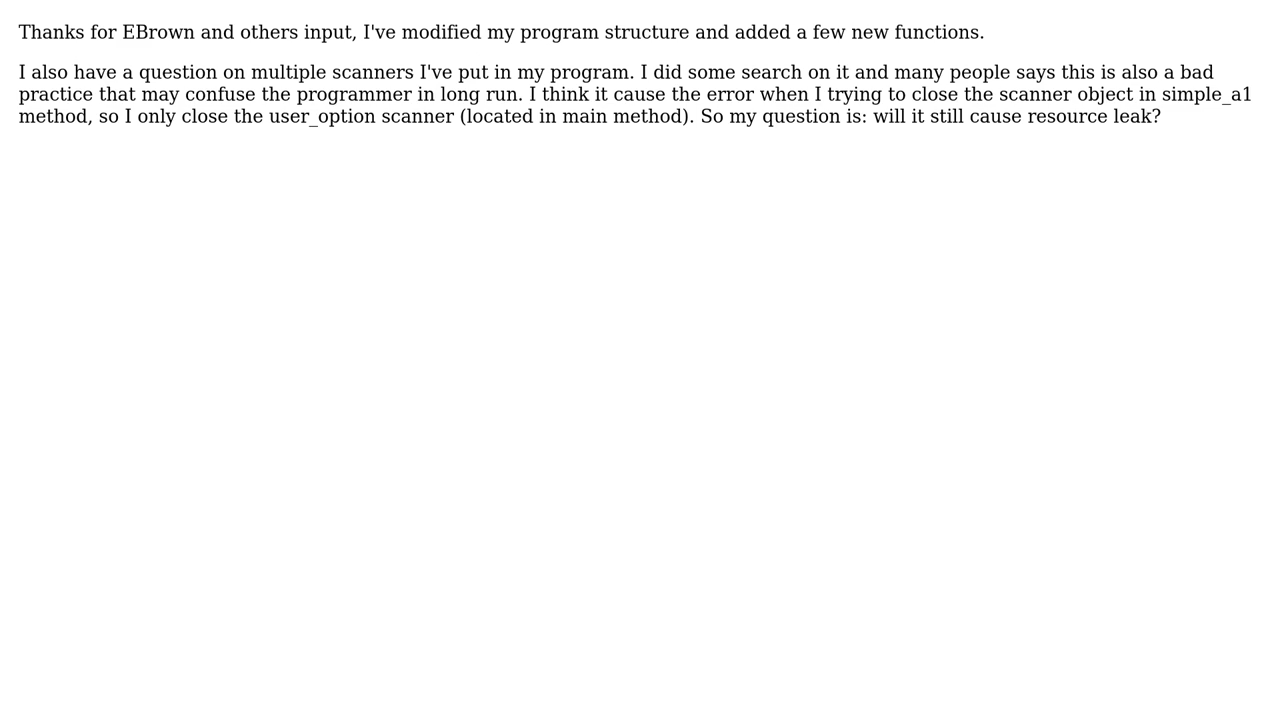 Thanks for EBrown and others input, I've modified my program structure and added a few new functions.
I also have a question on multiple scanners I've put in my program. I did some search on it and many people says this is also a bad
practice that may confuse the programmer in long run. I think it cause the error when I trying to close the scanner object in simple_a1
method, so I only close the user_option scanner (located in main method). So my question is: will it still cause resource leak?